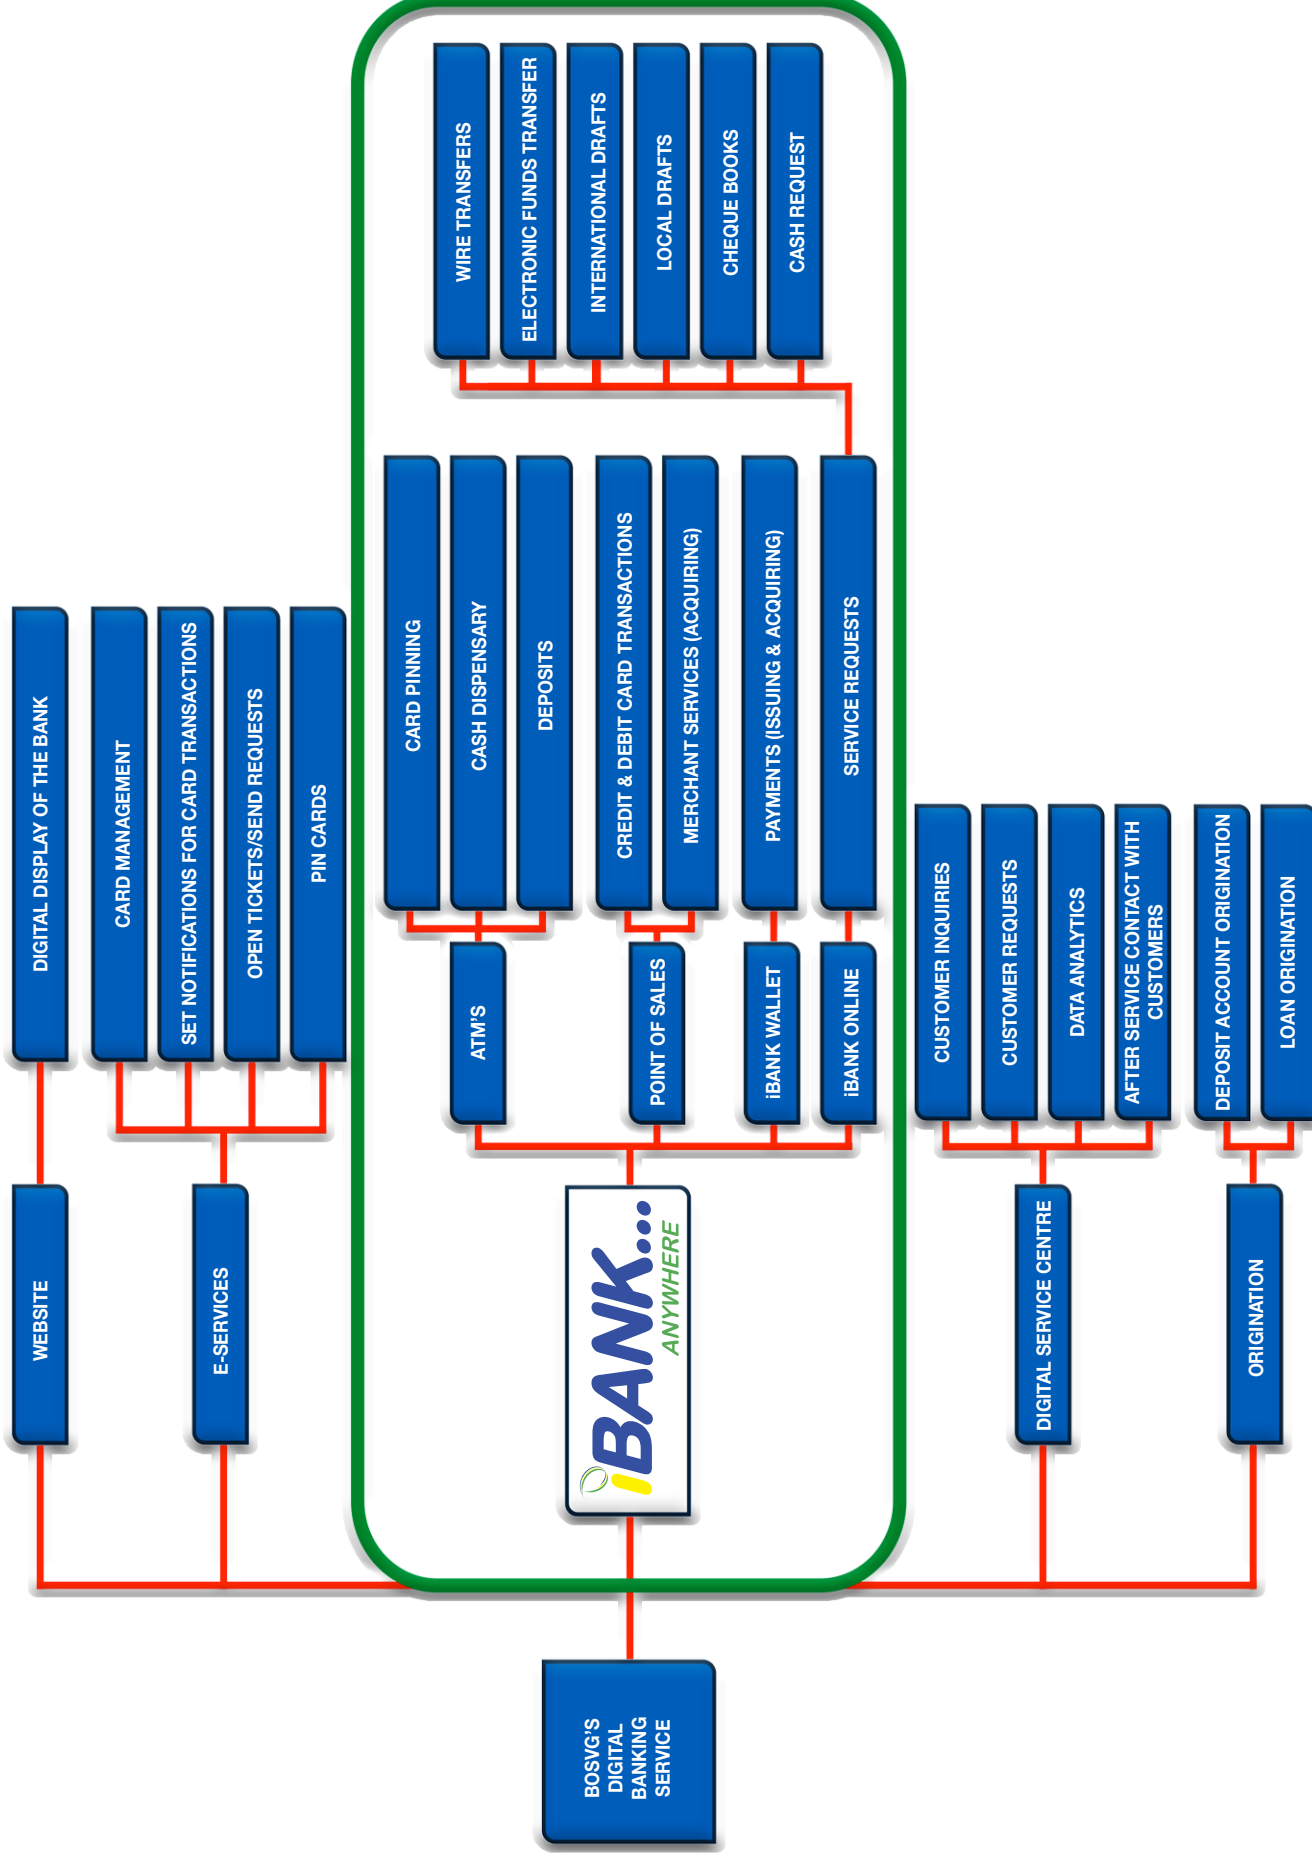 BOSVG'S
DIGITAL
BANKING
SERVICE
WEBSITE
DIGITAL DISPLAY OF THE BANK
E-SERVICES
CARD MANAGEMENT
SET NOTIFICATIONS FOR CARD TRANSACTIONS
OPEN TICKETS/SEND REQUESTS
PIN CARDS
iBANK...
ANYWHERE
ATM'S
CARD PINNING
CASH DISPENSARY
DEPOSITS
POINT OF SALES
CREDIT & DEBIT CARD TRANSACTIONS
MERCHANT SERVICES (ACQUIRING)
iBANK WALLET
PAYMENTS (ISSUING & ACQUIRING)
iBANK ONLINE
SERVICE REQUESTS
WIRE TRANSFERS
ELECTRONIC FUNDS TRANSFER
INTERNATIONAL DRAFTS
LOCAL DRAFTS
CHEQUE BOOKS
CASH REQUEST
DIGITAL SERVICE CENTRE
CUSTOMER INQUIRIES
CUSTOMER REQUESTS
DATA ANALYTICS
AFTER SERVICE CONTACT WITH
CUSTOMERS
ORIGINATION
DEPOSIT ACCOUNT ORIGINATION
LOAN ORIGINATION